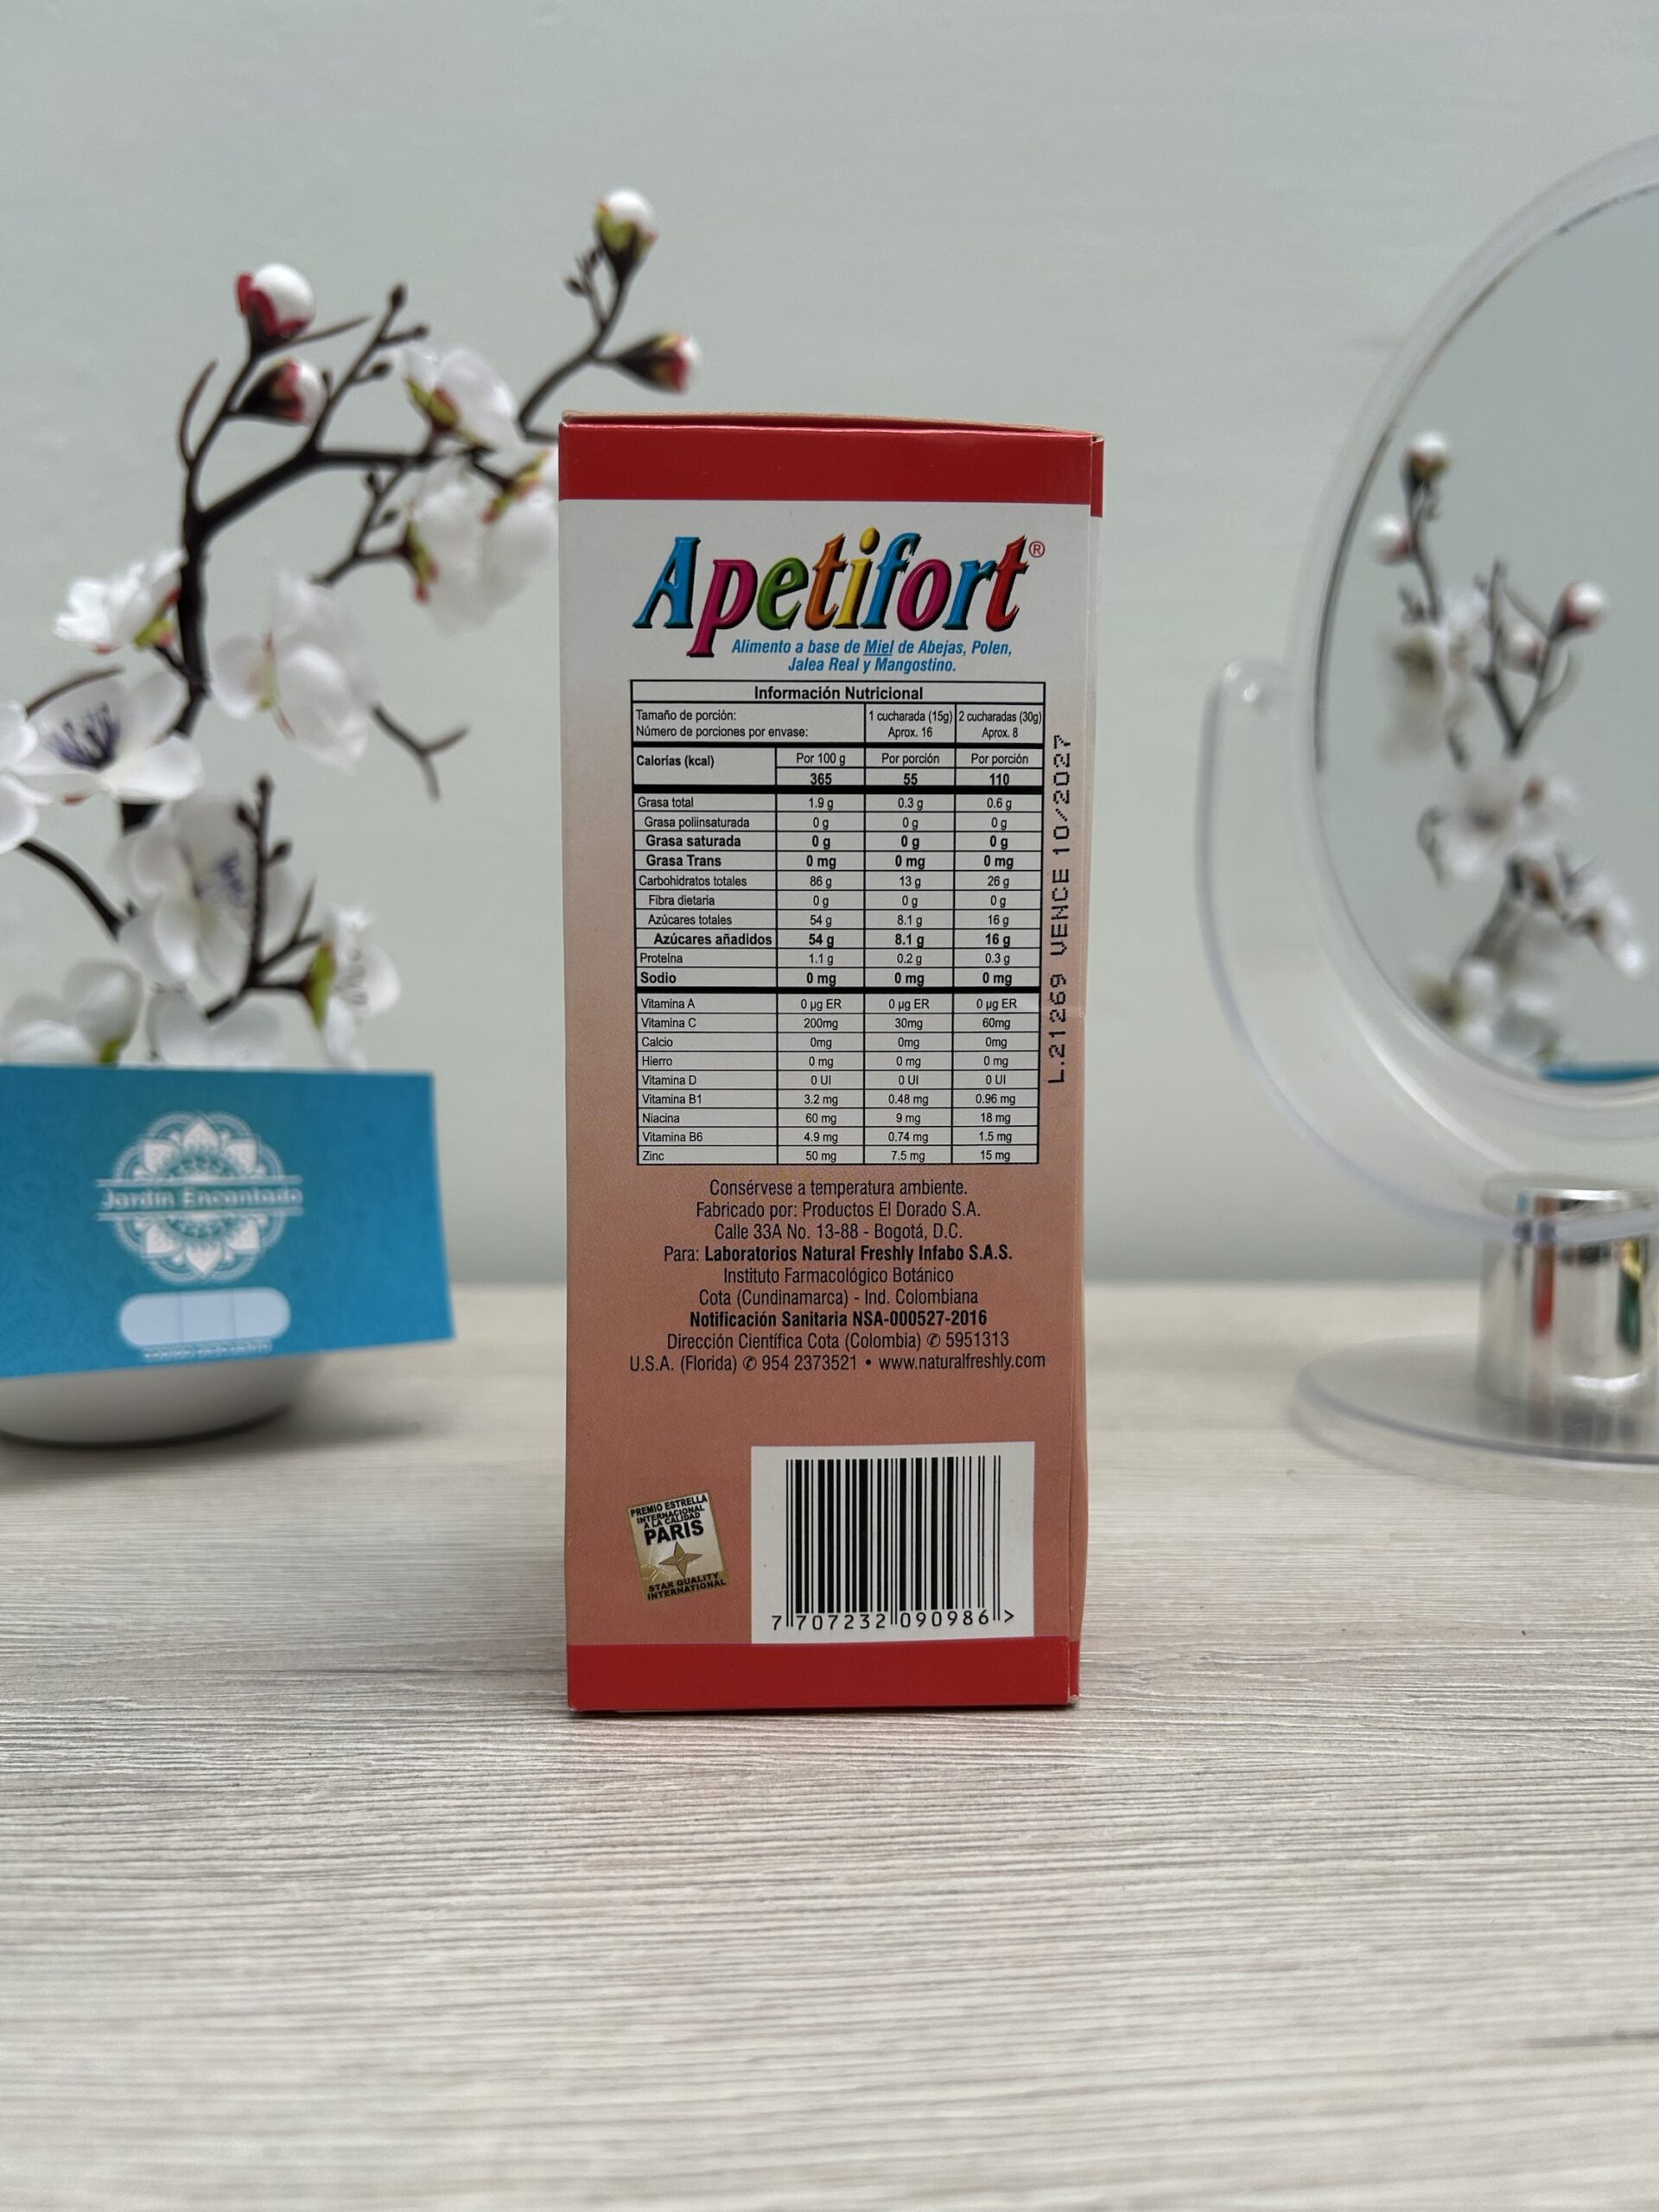 Apetifort®
Alimento a base de Miel de Abejas, Polen,
Jalea Real y Mangostino.
Información Nutricional
Tamaño de porción: 1 cucharada (15g) 2 cucharadas (30g)
Número de porciones por envase: Aprox. 16 Aprox. 8
Calorías (kcal) Por 100 g Por porción Por porción
365 55 110
Grasa total 1.9 g 0.3 g 0.6 g
Grasa poliinsaturada 0 g 0 g 0 g
Grasa saturada 0 g 0 g 0 g
Grasa Trans 0 mg 0 mg 0 mg
Carbohidratos totales 86 g 13 g 26 g
Fibra dietaria 0 g 0 g 0 g
Azúcares totales 54 g 8.1 g 16 g
Azúcares añadidos 54 g 8.1 g 16 g
Proteína 1.1 g 0.2 g 0.3 g
Sodio 0 mg 0 mg 0 mg
Vitamina A 0 µg ER 0 µg ER 0 µg ER
Vitamina C 200mg 30mg 60mg
Calcio 0mg 0mg 0mg
Hierro 0 mg 0 mg 0 mg
Vitamina D 0 UI 0 UI 0 UI
Vitamina B1 3.2 mg 0.48 mg 0.96 mg
Niacina 60 mg 9 mg 18 mg
Vitamina B6 4.9 mg 0.74 mg 1.5 mg
Zinc 50 mg 7.5 mg 15 mg
L.21269 VENCE 10/2027
Consérvese a temperatura ambiente.
Fabricado por: Productos El Dorado S.A.
Calle 33A No. 13-88 - Bogotá, D.C.
Para: Laboratorios Natural Freshly Infabo S.A.S.
Instituto Farmacológico Botánico
Cota (Cundinamarca) - Ind. Colombiana
Notificación Sanitaria NSA-000527-2016
Dirección Científica Cota (Colombia) ✆ 5951313
U.S.A. (Florida) ✆ 954 2373521 • www.naturalfreshly.com
PREMIO ESTRELLA
INTERNACIONAL
A LA CALIDAD
PARIS
STAR QUALITY
INTERNATIONAL
7 707232 090986 >
Jardín Encantado